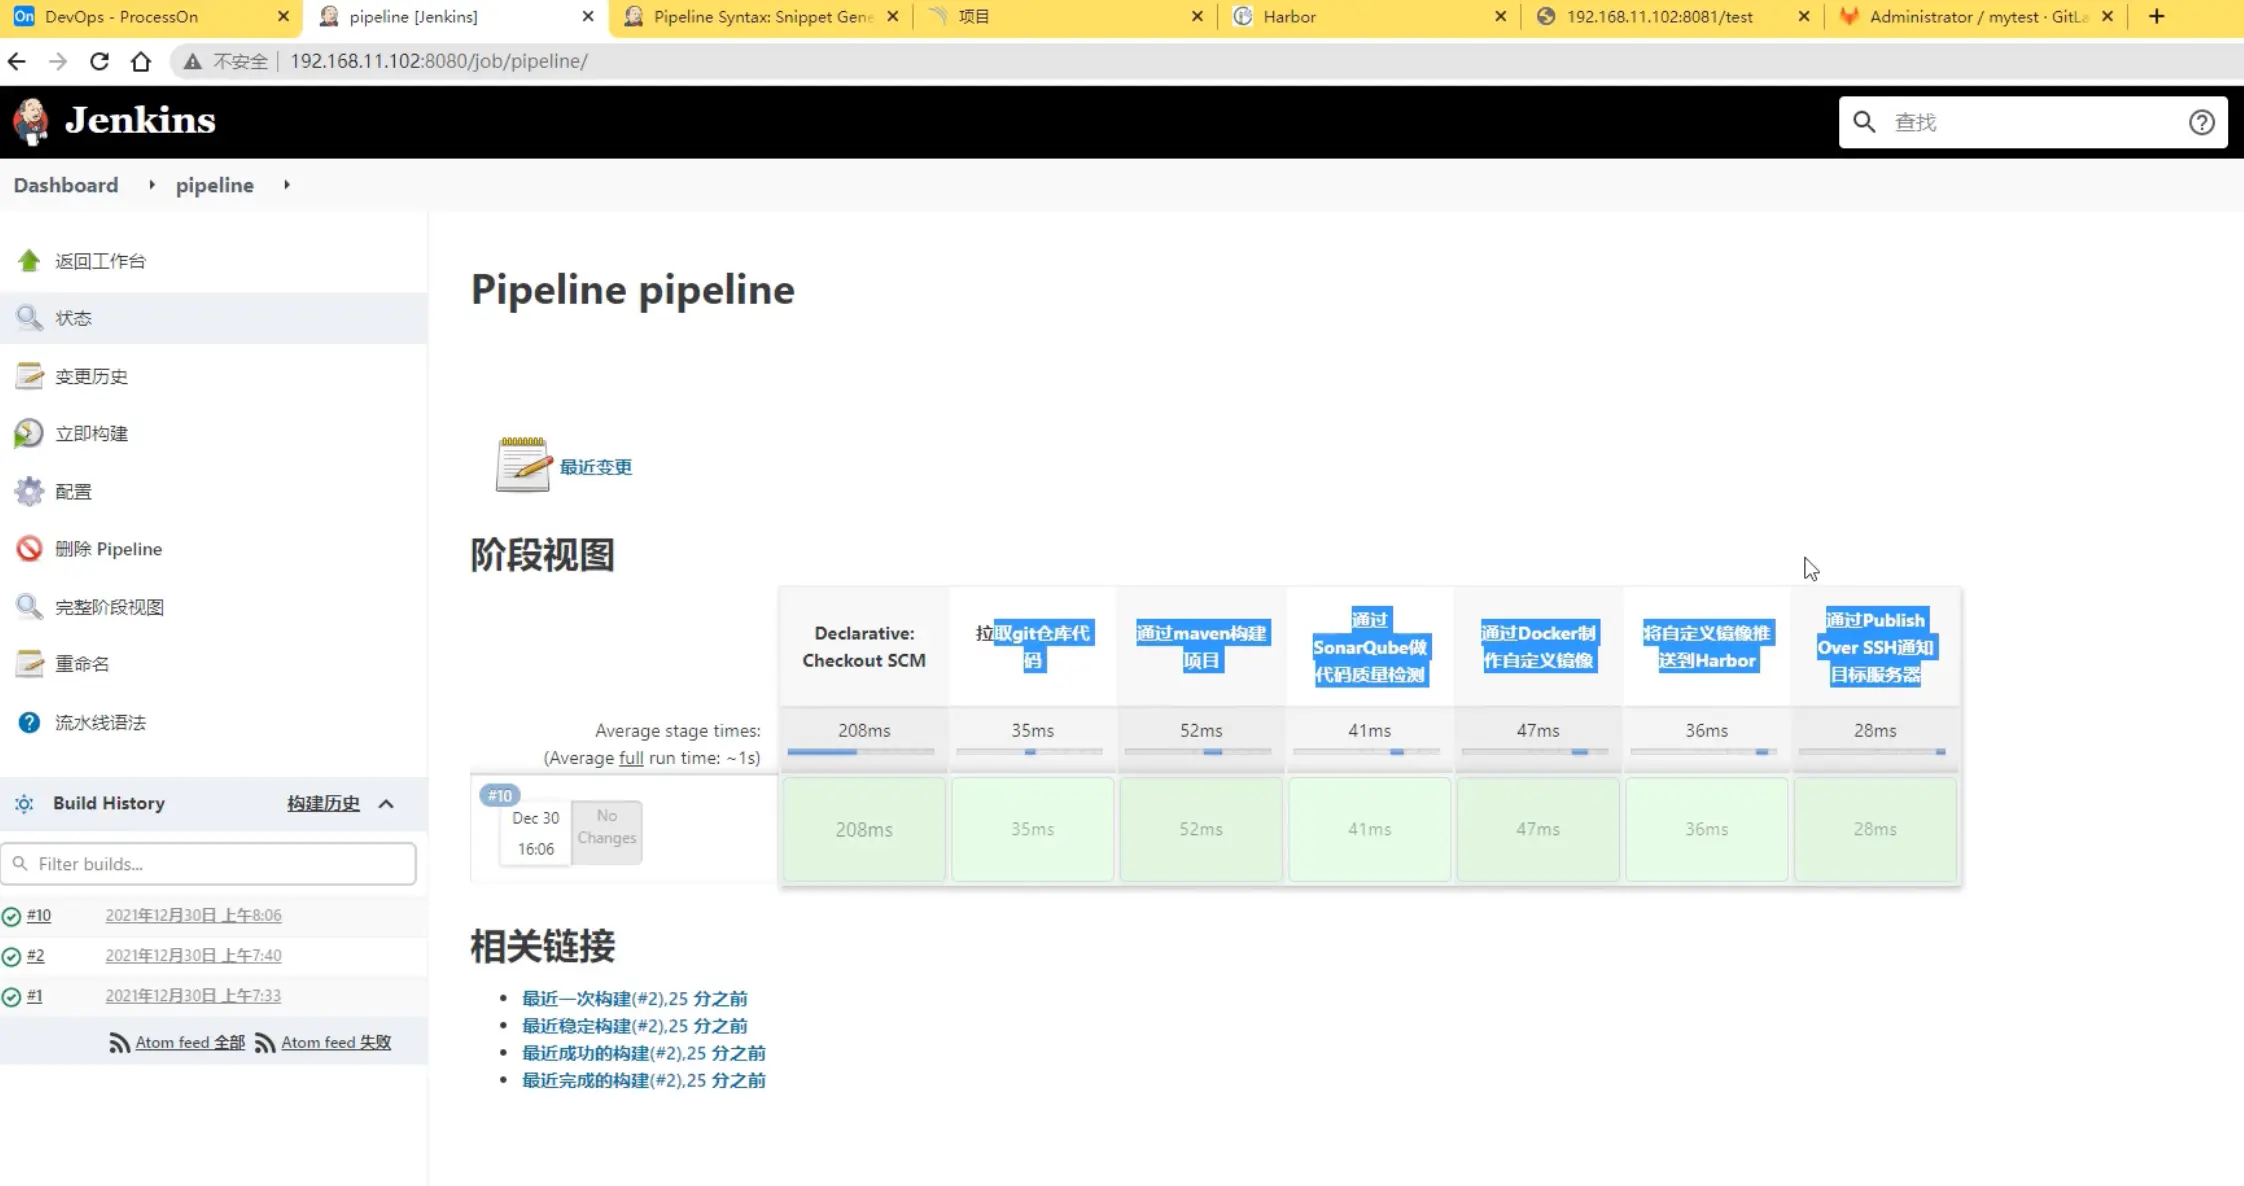 DevOps - ProcessOn
pipeline [Jenkins]
Pipeline Syntax: Snippet Gene
项目
Harbor
192.168.11.102:8081/test
Administrator / mytest · GitLa
不安全
192.168.11.102:8080/job/pipeline/
Jenkins
查找
Dashboard
pipeline
返回工作台
状态
变更历史
立即构建
配置
删除 Pipeline
完整阶段视图
重命名
流水线语法
Build History
构建历史
Filter builds...
#10
2021年12月30日 上午8:06
#2
2021年12月30日 上午7:40
#1
2021年12月30日 上午7:33
Atom feed 全部
Atom feed 失败
Pipeline pipeline
最近变更
阶段视图
Declarative:
Checkout SCM
拉取git仓库代
码
通过maven构建
项目
通过
SonarQube做
代码质量检测
通过Docker制
作自定义镜像
将自定义镜像推
送到Harbor
通过Publish
Over SSH通知
目标服务器
Average stage times:
(Average full run time: ~1s)
208ms
35ms
52ms
41ms
47ms
36ms
28ms
#10
Dec 30
16:06
No
Changes
208ms
35ms
52ms
41ms
47ms
36ms
28ms
相关链接
最近一次构建(#2),25 分之前
最近稳定构建(#2),25 分之前
最近成功的构建(#2),25 分之前
最近完成的构建(#2),25 分之前